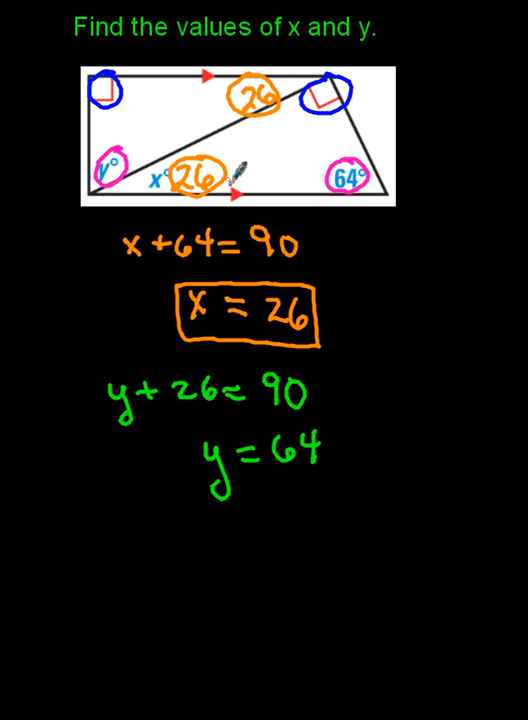 Find the values of x and y.
26
y°
x° 26
64°
x + 64 = 90
x = 26
y + 26 = 90
y = 64